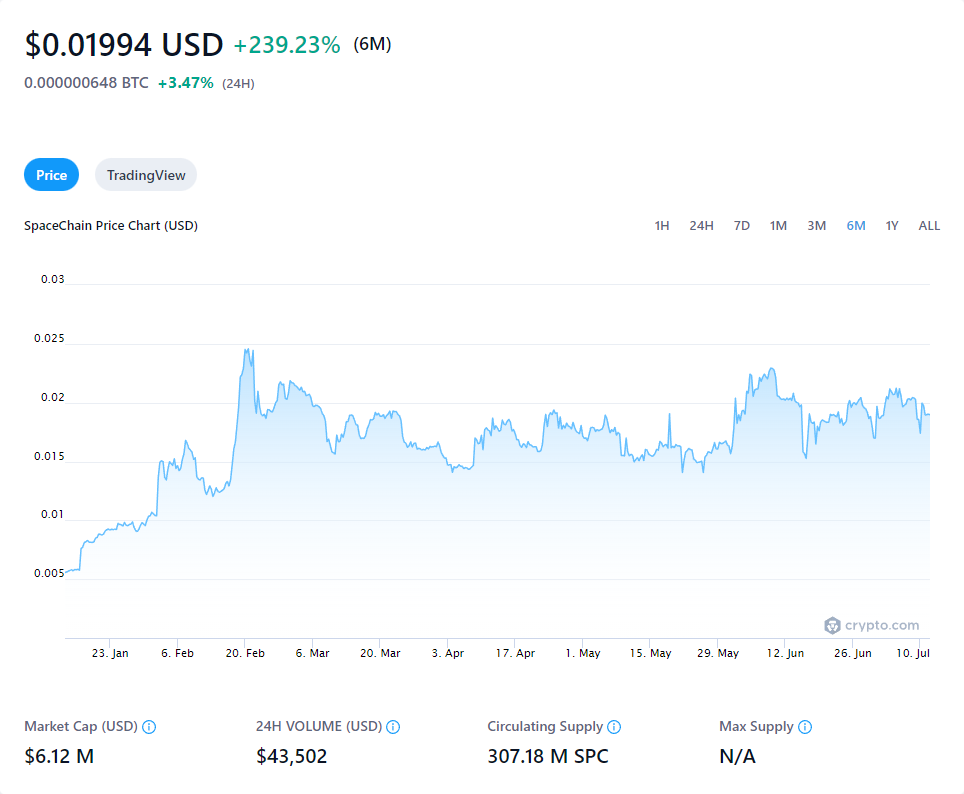 $0.01994 USD +239.23% (6M)
0.000000648 BTC +3.47% (24H)
Price TradingView
SpaceChain Price Chart (USD) 1H 24H 7D 1M 3M 6M 1Y ALL
0.03
0.025
0.02
0.015
0.01
0.005
crypto.com
23. Jan 6. Feb 20. Feb 6. Mar 20. Mar 3. Apr 17. Apr 1. May 15. May 29. May 12. Jun 26. Jun 10. Jul
Market Cap (USD) 24H VOLUME (USD) Circulating Supply Max Supply
$6.12 M $43,502 307.18 M SPC N/A